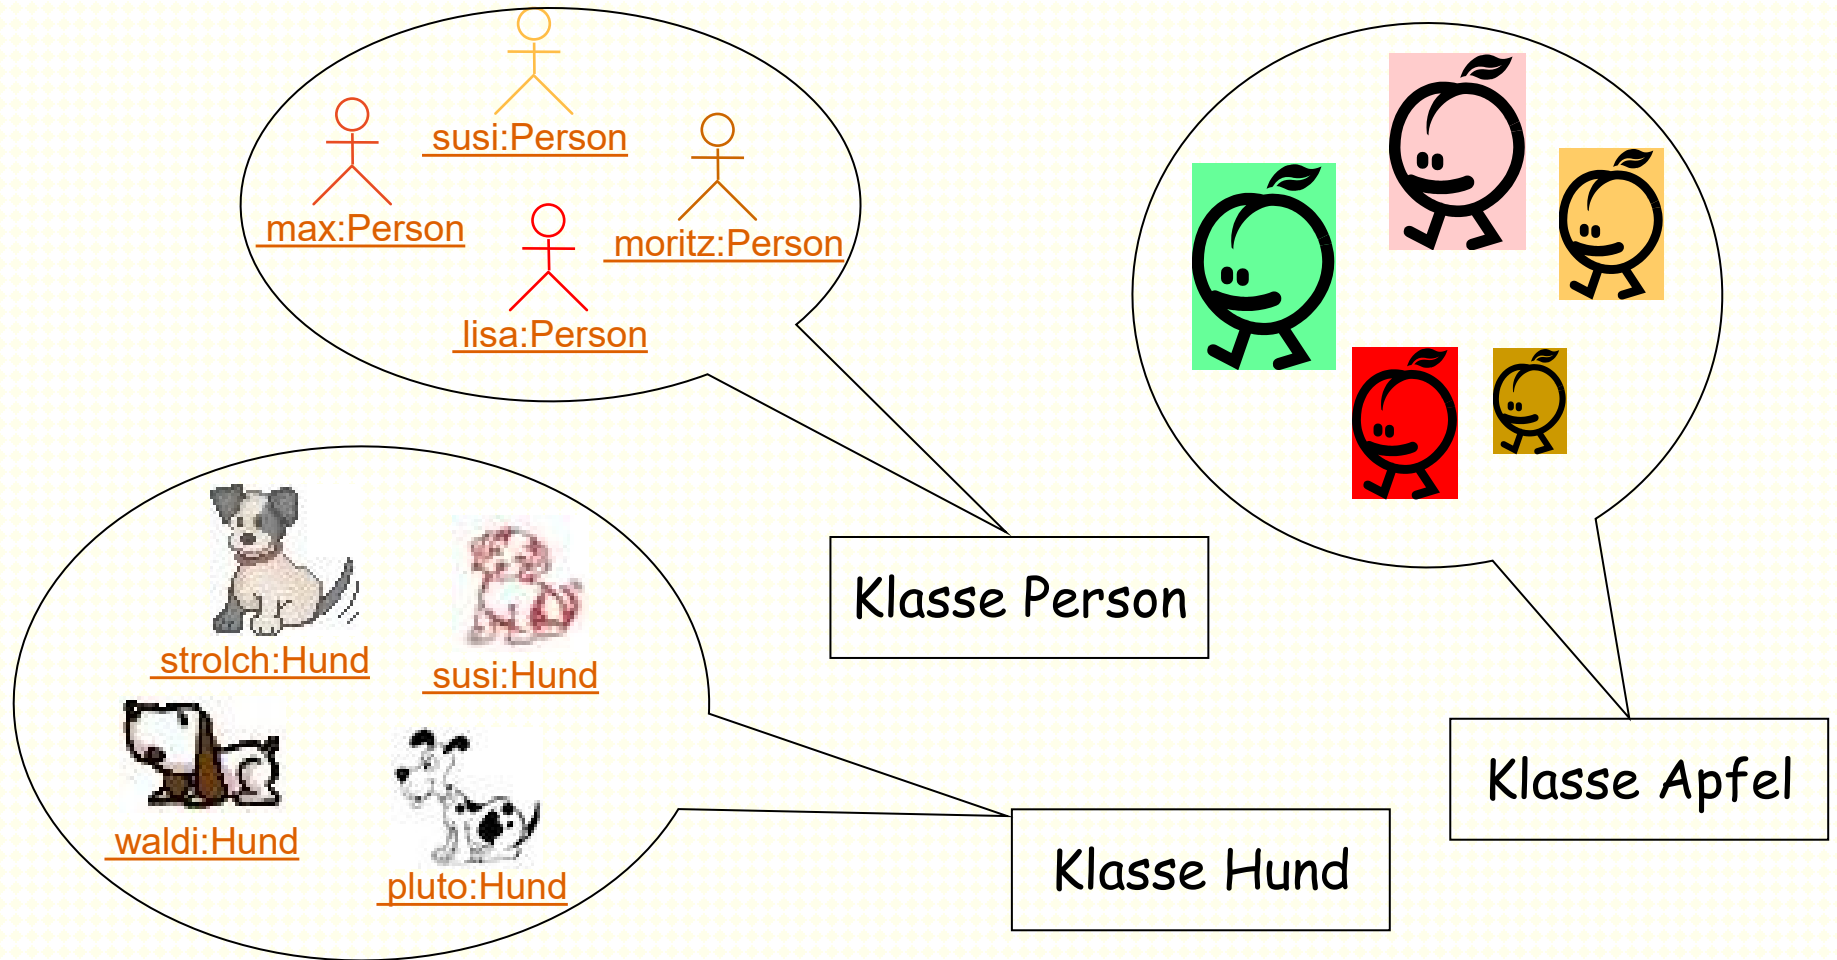 susi:Person
max:Person
moritz:Person
lisa:Person
Klasse Person
strolch:Hund
susi:Hund
waldi:Hund
pluto:Hund
Klasse Hund
Klasse Apfel